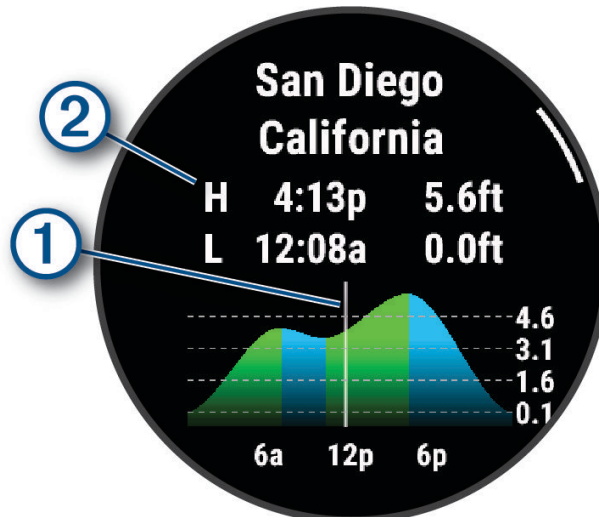 San Diego
California
2
H 4:13p 5.6ft
L 12:08a 0.0ft
1
4.6
3.1
1.6
0.1
6a 12p 6p